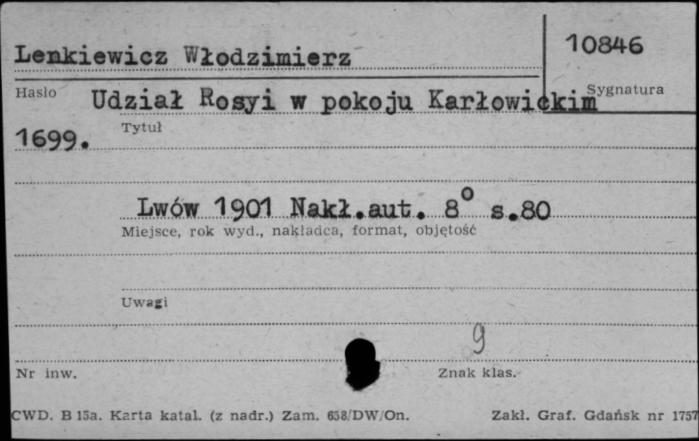 10846
Lenkiewicz Włodzimierz
Hasło
Sygnatura
Udział Rosyi w pokoju Karłowickim
Tytuł
1699.
Lwów 1901 Nakł.aut. 8° s.80
Miejsce, rok wyd., nakładca, format, objętość
Uwagi
9
Nr inw.
Znak klas.
CWD. B 15a. Karta katal. (z nadr.) Zam. 658/DW/On.
Zakł. Graf. Gdańsk nr 1757